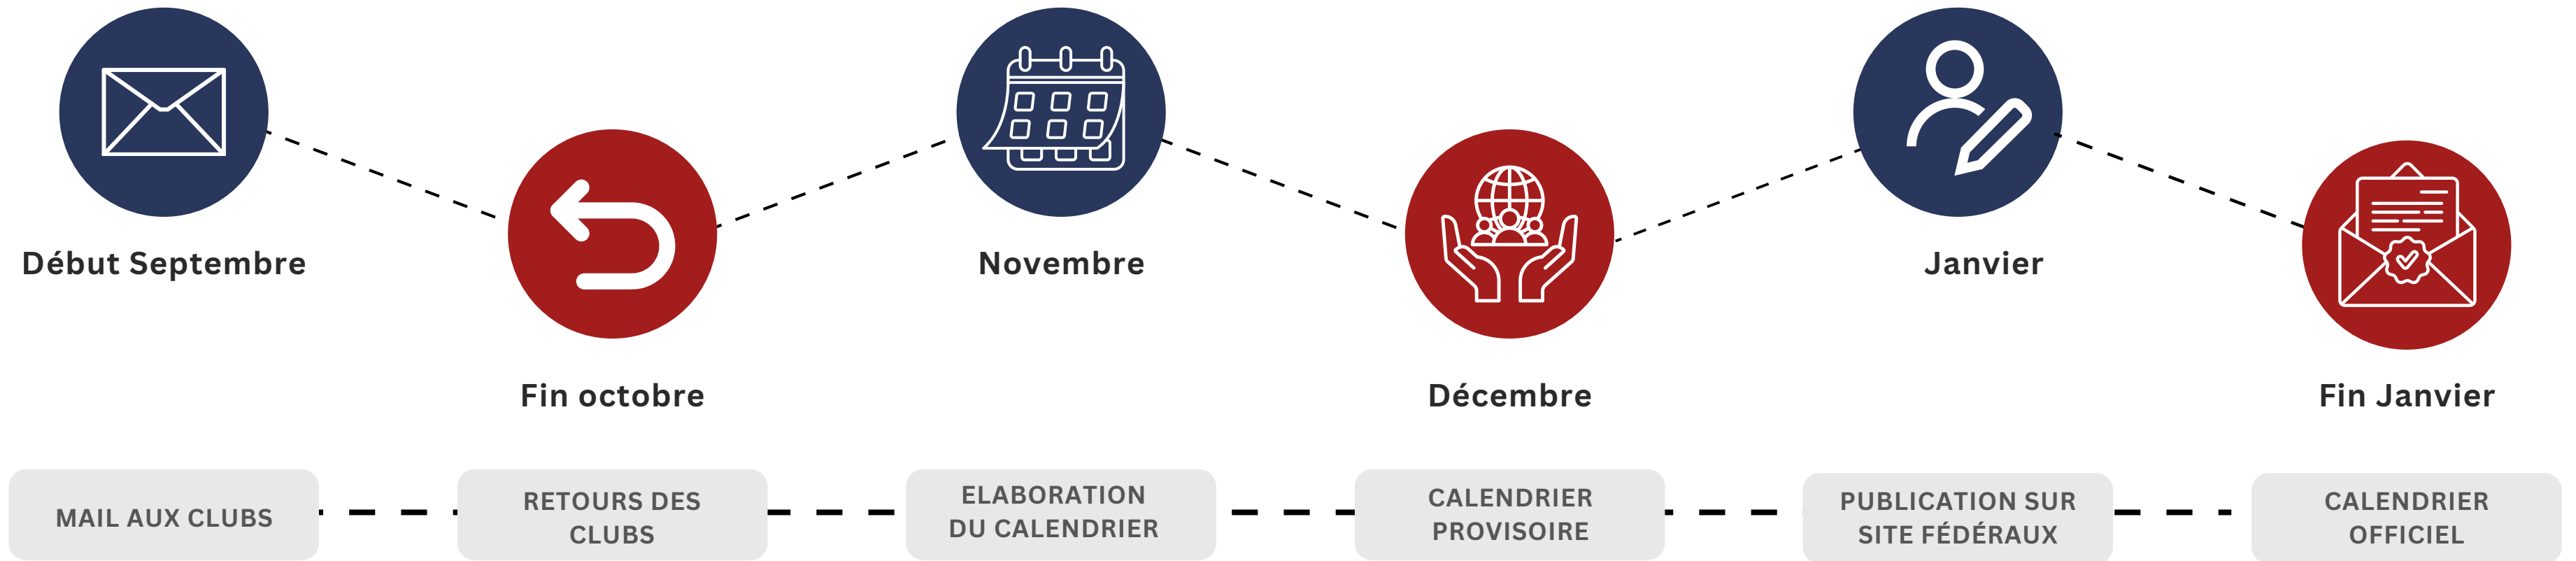 Début Septembre
Fin octobre
Novembre
Décembre
Janvier
Fin Janvier
MAIL AUX CLUBS
RETOURS DES
CLUBS
ELABORATION
DU CALENDRIER
CALENDRIER
PROVISOIRE
PUBLICATION SUR
SITE FÉDÉRAUX
CALENDRIER
OFFICIEL